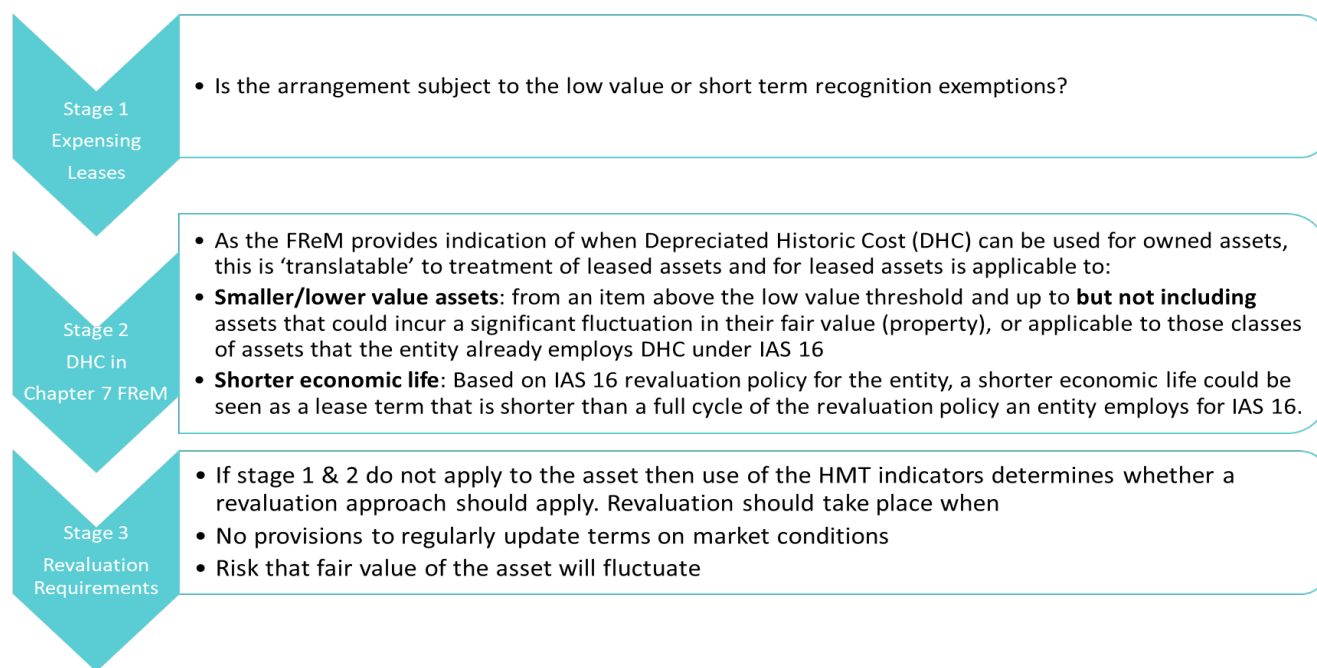 Stage 1
Expensing
Leases
• Is the arrangement subject to the low value or short term recognition exemptions?
Stage 2
DHC in
Chapter 7 FReM
• As the FReM provides indication of when Depreciated Historic Cost (DHC) can be used for owned assets,
this is ‘translatable’ to treatment of leased assets and for leased assets is applicable to:
• Smaller/lower value assets: from an item above the low value threshold and up to but not including
assets that could incur a significant fluctuation in their fair value (property), or applicable to those classes
of assets that the entity already employs DHC under IAS 16
• Shorter economic life: Based on IAS 16 revaluation policy for the entity, a shorter economic life could be
seen as a lease term that is shorter than a full cycle of the revaluation policy an entity employs for IAS 16.
Stage 3
Revaluation
Requirements
• If stage 1 & 2 do not apply to the asset then use of the HMT indicators determines whether a
revaluation approach should apply. Revaluation should take place when
• No provisions to regularly update terms on market conditions
• Risk that fair value of the asset will fluctuate